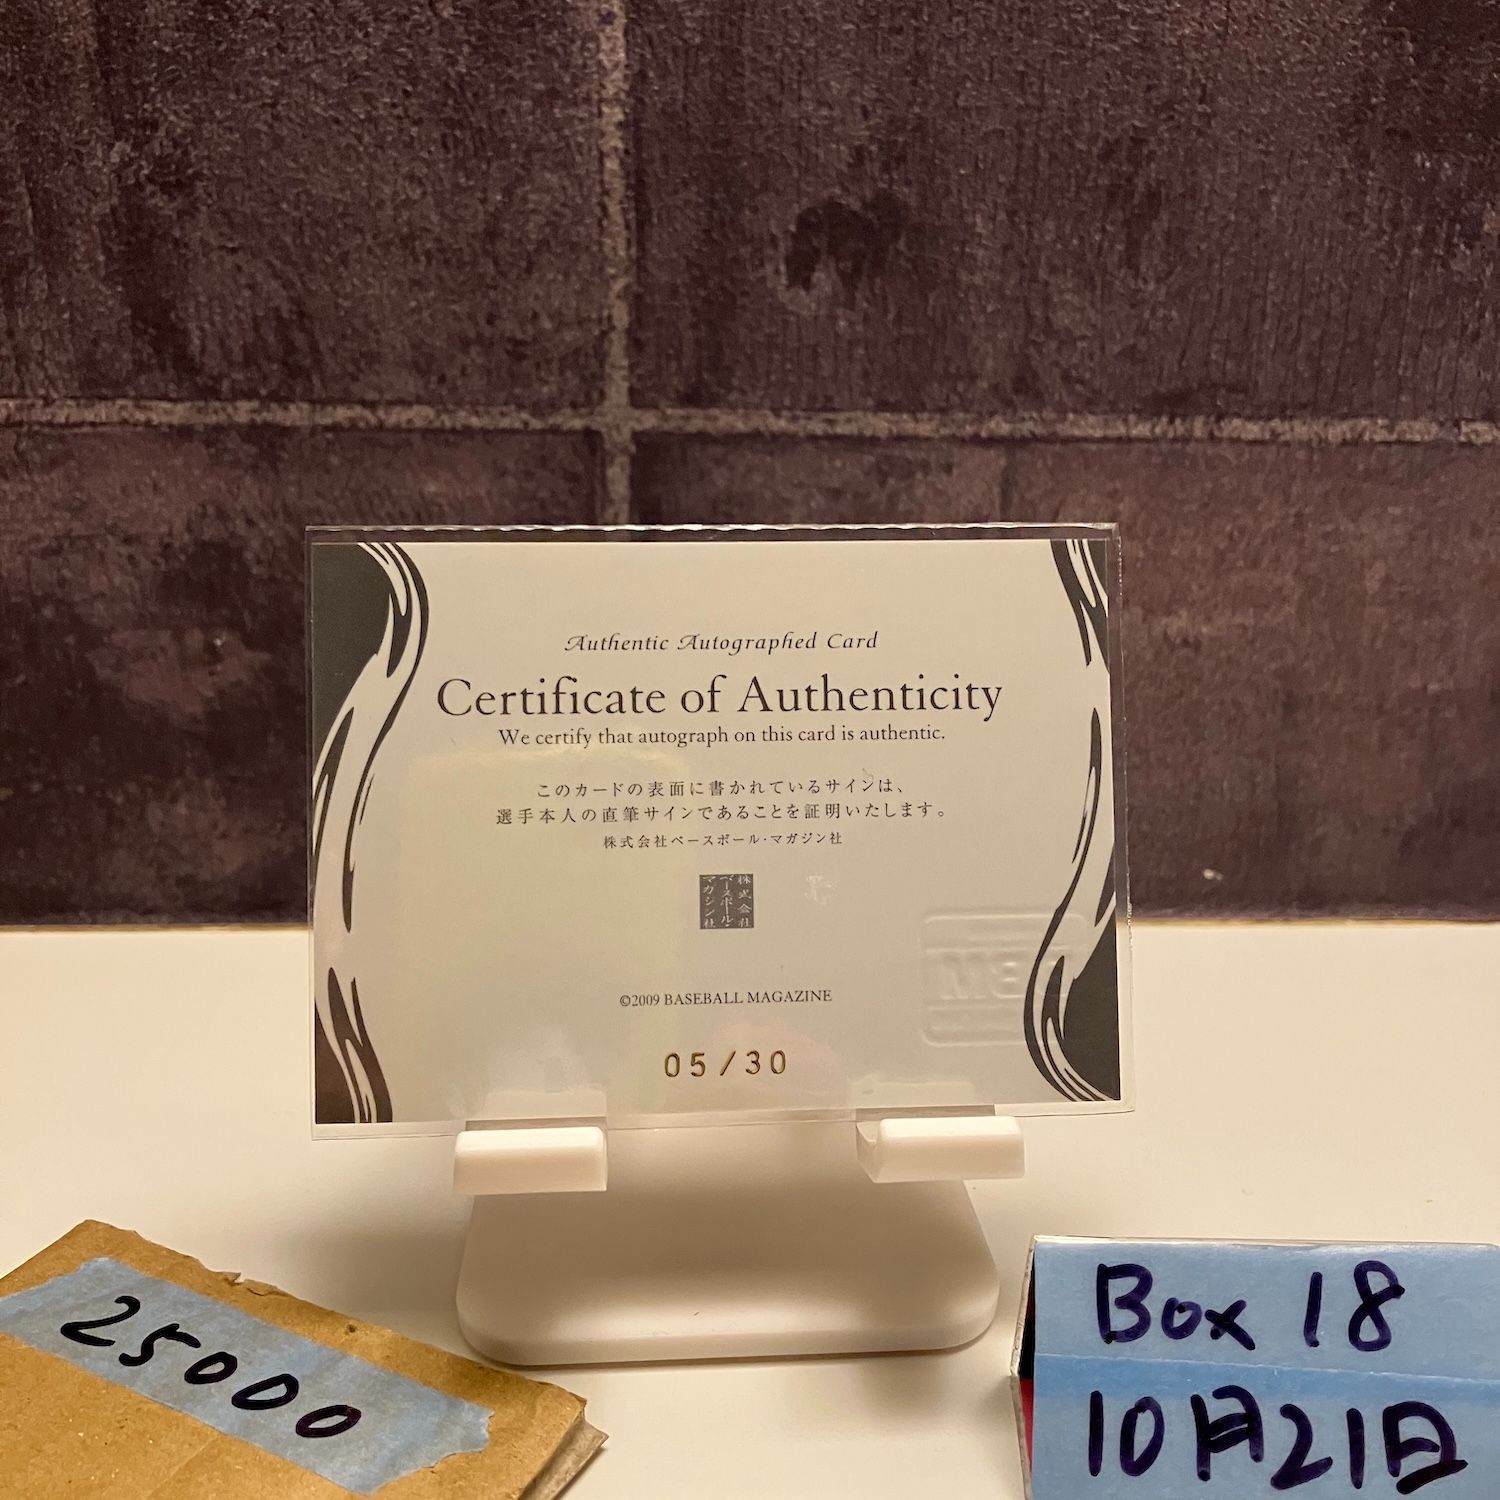 Authentic Autographed Card
Certificate of Authenticity
We certify that autograph on this card is authentic.
このカードの表面に書かれているサインは、
選手本人の直筆サインであることを証明いたします。
株式会社ベースボール・マガジン社
株式会社
ベースボール・
マガジン社
©2009 BASEBALL MAGAZINE
05/30
25000
Box 18
10月21日